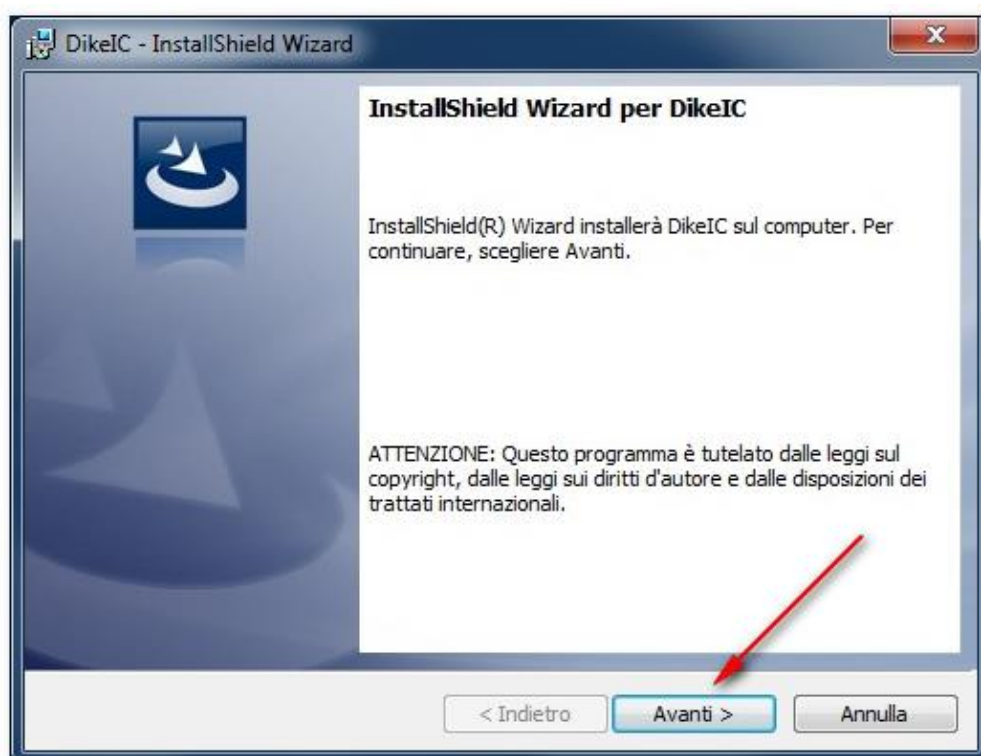 DikeIC - InstallShield Wizard
InstallShield Wizard per DikeIC
InstallShield(R) Wizard installerà DikeIC sul computer. Per
continuare, scegliere Avanti.
ATTENZIONE: Questo programma è tutelato dalle leggi sul
copyright, dalle leggi sui diritti d'autore e dalle disposizioni dei
trattati internazionali.
< Indietro
Avanti >
Annulla